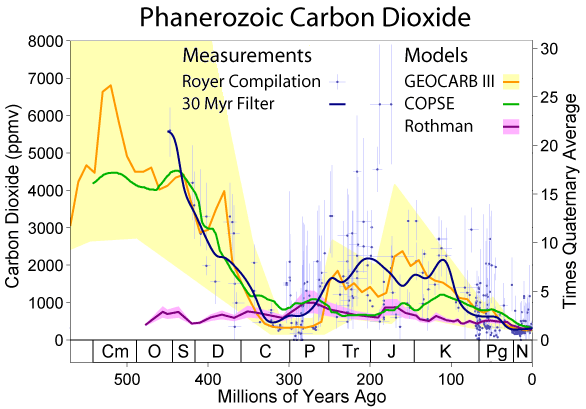 Phanerozoic Carbon Dioxide
Measurements
Royer Compilation
30 Myr Filter
Models
GEOCARB III
COPSE
Rothman
Carbon Dioxide (ppmv)
8000
7000
6000
5000
4000
3000
2000
1000
0
Times Quaternary Average
30
25
20
15
10
5
0
Cm O S D C P Tr J K Pg N
500 400 300 200 100 0
Millions of Years Ago